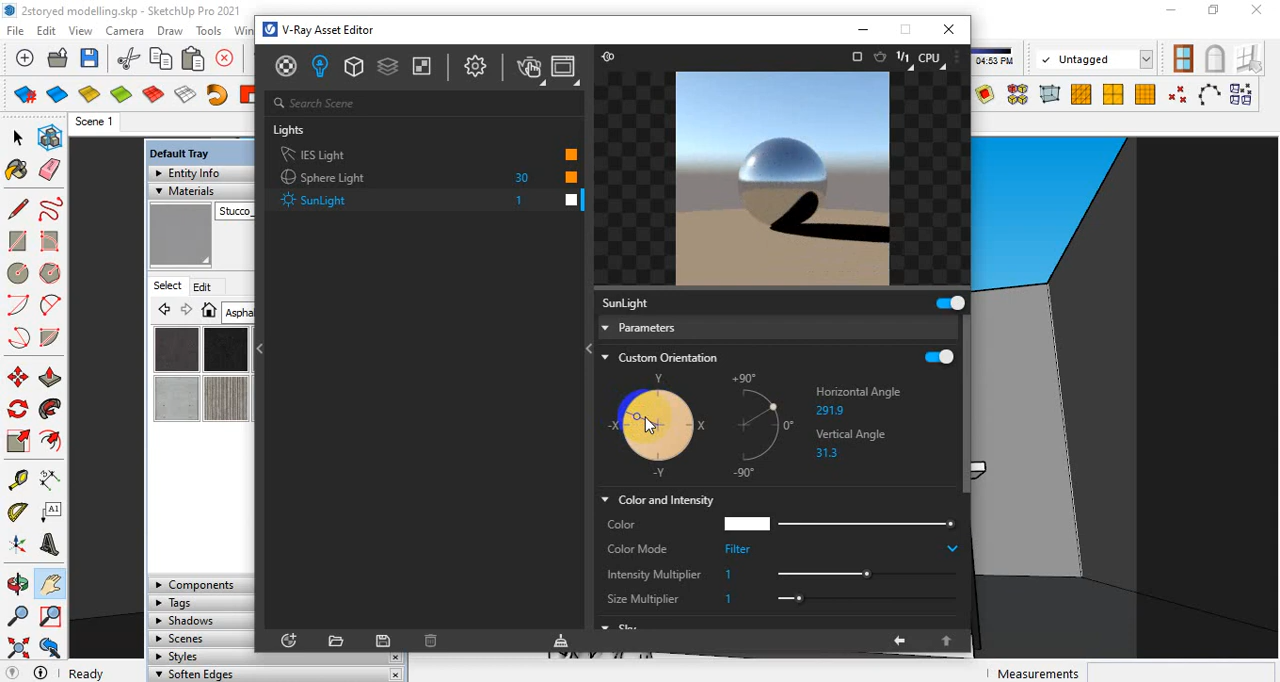 2storyed modelling.skp - SketchUp Pro 2021
File Edit View Camera Draw Tools Win
04:53 PM
✓ Untagged
Scene 1
V-Ray Asset Editor
1/1 CPU
Search Scene
Lights
IES Light
Sphere Light 30
SunLight 1
Default Tray
Entity Info
Materials
Stucco_
Select Edit
Aspha
Components
Tags
Shadows
Scenes
Styles
Soften Edges
SunLight
Parameters
Custom Orientation
Y
-X
X
-Y
+90°
0°
-90°
Horizontal Angle
291.9
Vertical Angle
31.3
Color and Intensity
Color
Color Mode Filter
Intensity Multiplier 1
Size Multiplier 1
Sky
A1
Ready
Measurements